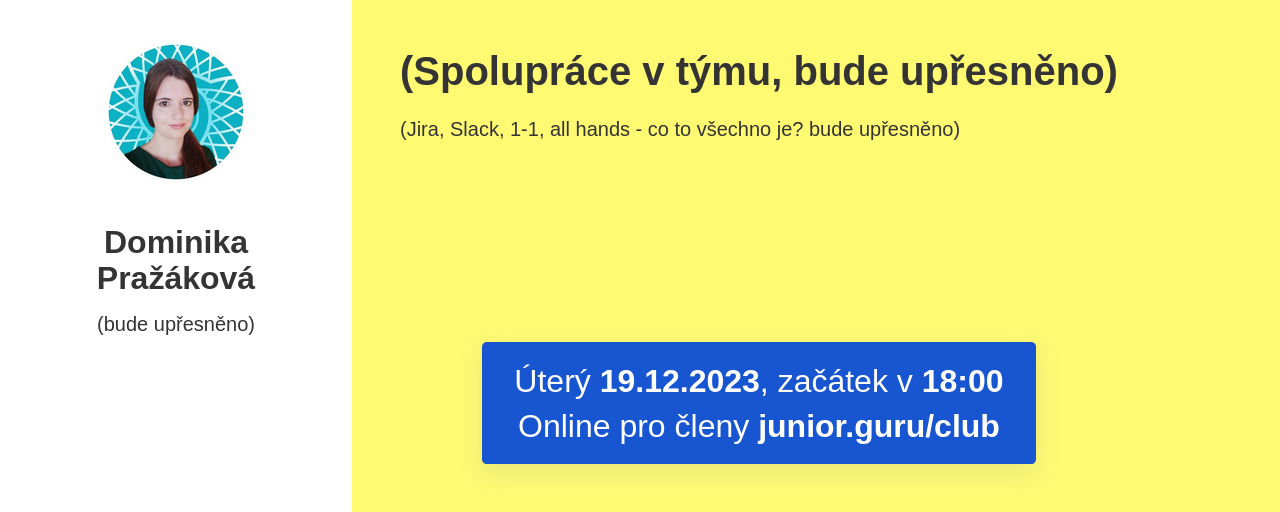 Dominika
Pražáková
(bude upřesněno)
(Spolupráce v týmu, bude upřesněno)
(Jira, Slack, 1-1, all hands - co to všechno je? bude upřesněno)
Úterý 19.12.2023, začátek v 18:00
Online pro členy junior.guru/club